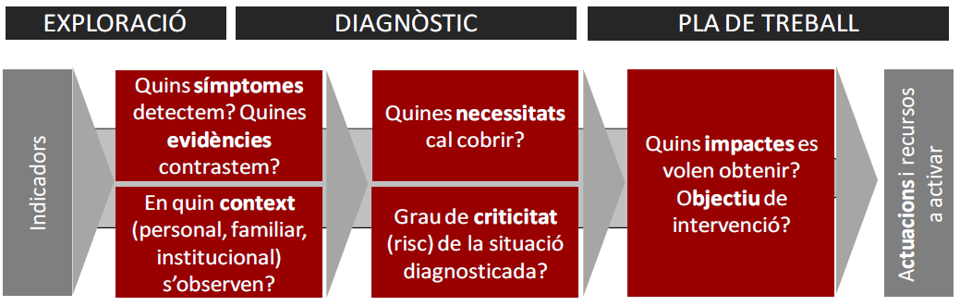 EXPLORACIÓ
DIAGNÒSTIC
PLA DE TREBALL
Indicadors
Quins símptomes
detectem? Quines
evidències
contrastem?
En quin context
(personal, familiar,
institucional)
s’observen?
Quines necessitats
cal cobrir?
Grau de criticitat
(risc) de la situació
diagnosticada?
Quins impactes es
volen obtenir?
Objectiu de
intervenció?
Actuacions i recursos
a activar